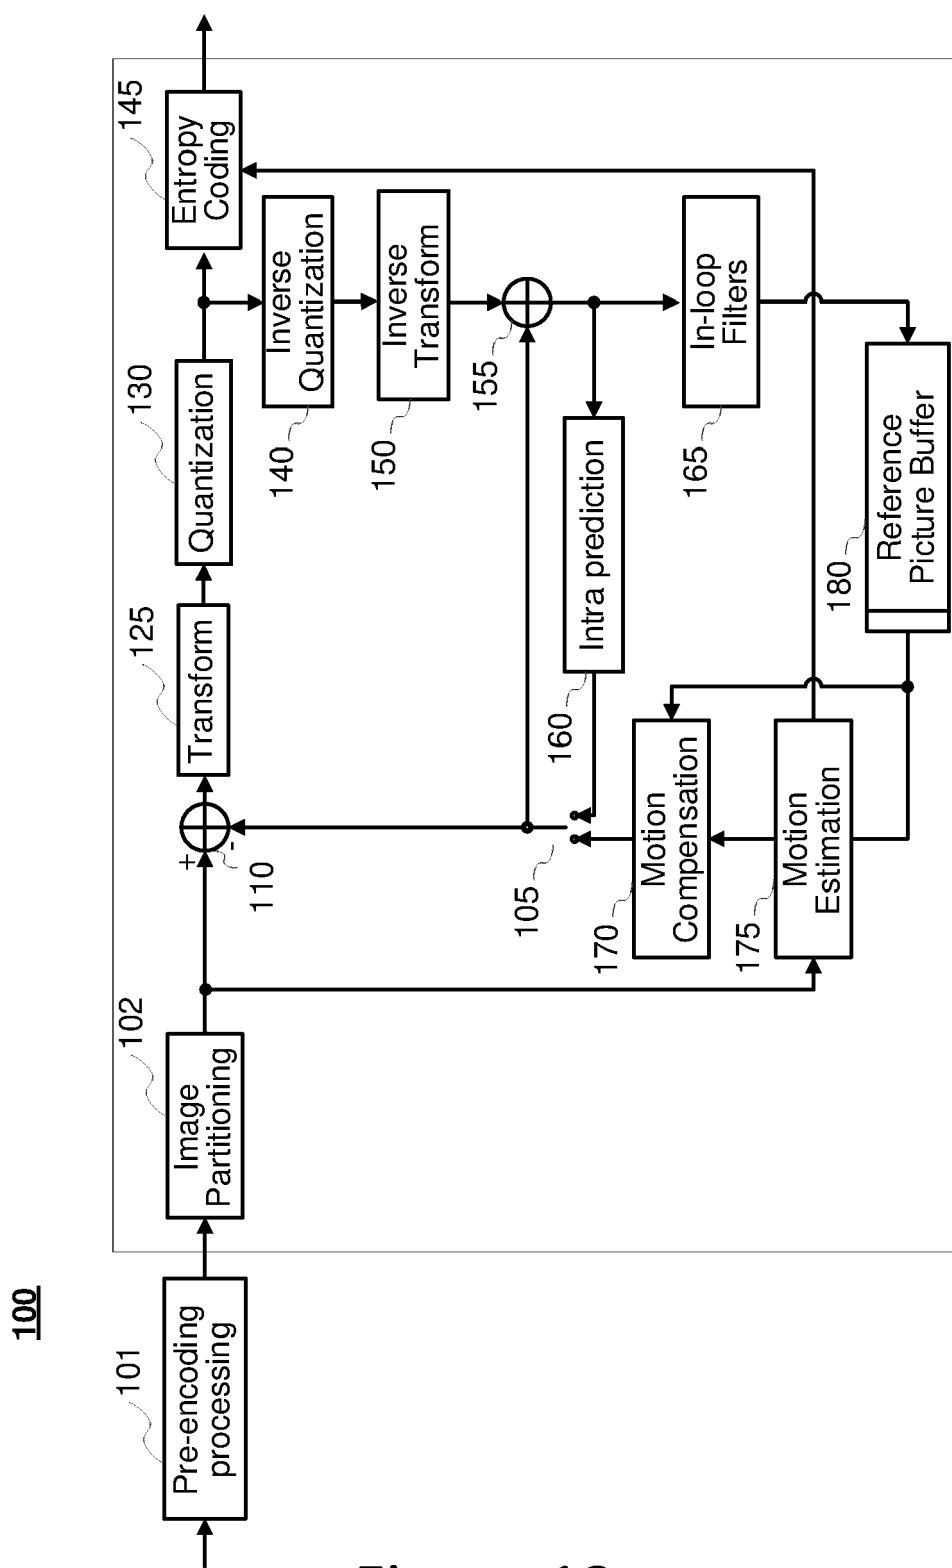 100
101
Pre-encoding
processing
102
Image
Partitioning
+
-
110
125
Transform
130
Quantization
145
Entropy
Coding
140
Inverse
Quantization
150
Inverse
Transform
155
105
160
Intra prediction
165
In-loop
Filters
170
Motion
Compensation
175
Motion
Estimation
180
Reference
Picture Buffer